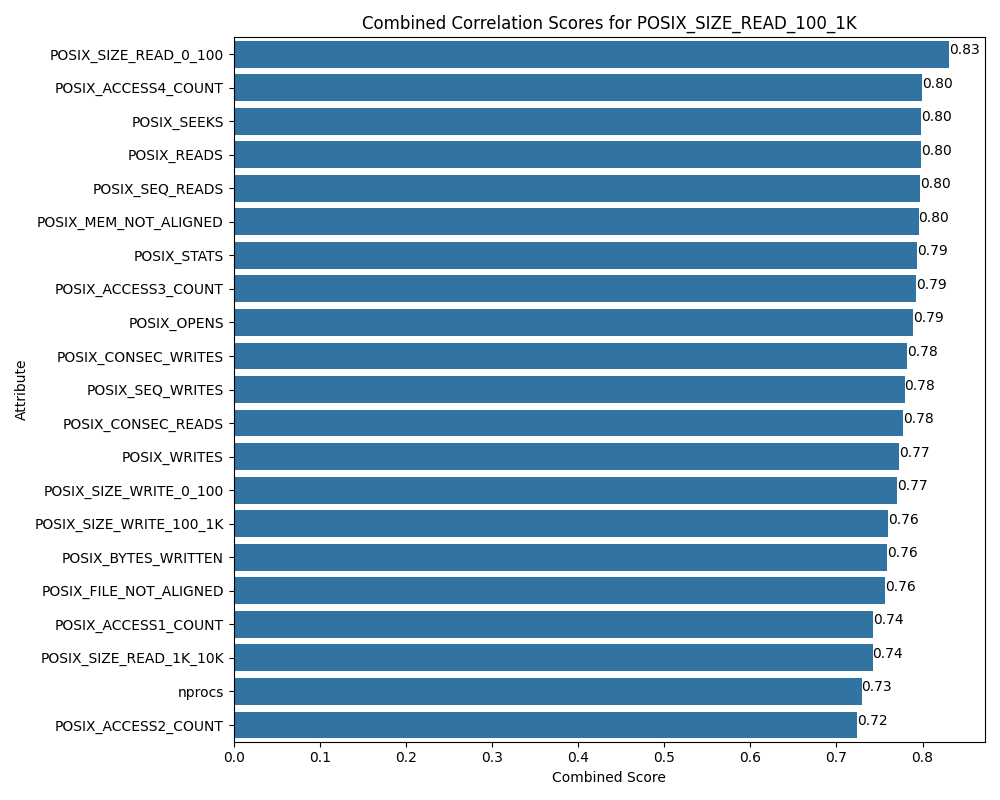 Combined Correlation Scores for POSIX_SIZE_READ_100_1K
POSIX_SIZE_READ_0_100 0.83
POSIX_ACCESS4_COUNT 0.80
POSIX_SEEKS 0.80
POSIX_READS 0.80
POSIX_SEQ_READS 0.80
POSIX_MEM_NOT_ALIGNED 0.80
POSIX_STATS 0.79
POSIX_ACCESS3_COUNT 0.79
POSIX_OPENS 0.79
POSIX_CONSEC_WRITES 0.78
POSIX_SEQ_WRITES 0.78
POSIX_CONSEC_READS 0.78
POSIX_WRITES 0.77
POSIX_SIZE_WRITE_0_100 0.77
POSIX_SIZE_WRITE_100_1K 0.76
POSIX_BYTES_WRITTEN 0.76
POSIX_FILE_NOT_ALIGNED 0.76
POSIX_ACCESS1_COUNT 0.74
POSIX_SIZE_READ_1K_10K 0.74
nprocs 0.73
POSIX_ACCESS2_COUNT 0.72
Attribute
0.0 0.1 0.2 0.3 0.4 0.5 0.6 0.7 0.8
Combined Score